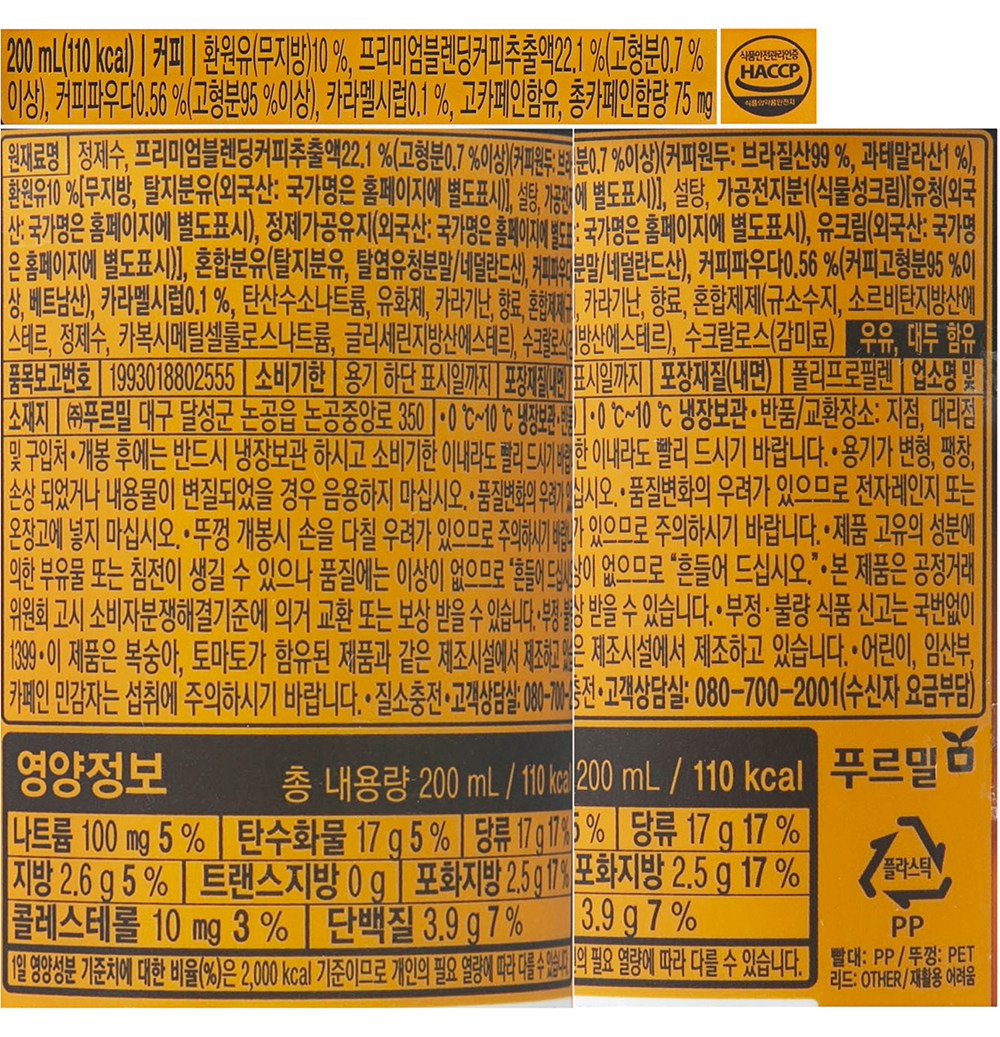 200 mL(110 kcal) | 커피 | 환원유(무지방)10 %, 프리미엄블렌딩커피추출액22.1 %(고형분0.7 %
이상), 커피파우다0.56 %(고형분95 %이상), 카라멜시럽0.1 %, 고카페인함유, 총카페인함량 75 mg
식품안전관리인증
HACCP
식품의약품안전처
원재료명 정제수, 프리미엄블렌딩커피추출액22.1 %(고형분0.7 %이상)(커피원두:
환원유10 %[무지방, 탈지분유(외국산: 국가명은 홈페이지에 별도표시)], 설탕,
산: 국가명은 홈페이지에 별도표시), 정제가공유지(외국산: 국가명은 홈페이지에
은 홈페이지에 별도표시)], 혼합분유(탈지분유, 탈염유청분말/네덜란드산),
상, 베트남산), 카라멜시럽0.1 %, 탄산수소나트륨, 유화제, 카라기난, 향료,
스테르, 정제수, 카복시메틸셀룰로스나트륨, 글리세린지방산에스테르),
품목보고번호 1993018802555 소비기한 용기 하단 표시일까지
소재지 ㈜푸르밀 대구 달성군 논공읍 논공중앙로 350 •0 ℃~10 ℃ 냉장보관•
및 구입처•개봉 후에는 반드시 냉장보관 하시고 소비기한 이내라도 빨리 드시기
손상 되었거나 내용물이 변질되었을 경우 음용하지 마십시오.•품질변화의 우려가
온장고에 넣지 마십시오.•뚜껑 개봉시 손을 다칠 우려가 있으므로 주의하시기
의한 부유물 또는 침전이 생길 수 있으나 품질에는 이상이 없으므로 “흔들어
위원회 고시 소비자분쟁해결기준에 의거 교환 또는 보상 받을 수 있습니다.•
1399•이 제품은 복숭아, 토마토가 함유된 제품과 같은 제조시설에서 제조하고
카페인 민감자는 섭취에 주의하시기 바랍니다.•질소충전•고객상담실:
영양정보 총 내용량 200 mL / 110
나트륨 100 mg 5 % 탄수화물 17 g 5 % 당류 17 g
지방 2.6 g 5 % 트랜스지방 0 g 포화지방 2.5 g
콜레스테롤 10 mg 3 % 단백질 3.9 g 7 %
1일 영양성분 기준치에 대한 비율(%)은 2,000 kcal 기준이므로 개인의 필요 열량에 따라 다를 수
0.7 %이상)(커피원두: 브라질산99 %, 과테말라산1 %),
에 별도표시)], 설탕, 가공전지분1(식물성크림)[유청(외국
: 국가명은 홈페이지에 별도표시), 유크림(외국산: 국가명
분말/네덜란드산), 커피파우다0.56 %(커피고형분95 %이
카라기난, 향료, 혼합제제(규소수지, 소르비탄지방산에
방산에스테르), 수크랄로스(감미료) 우유, 대두 함유
표시일까지 포장재질(내면) 폴리프로필렌 업소명 및
•0 ℃~10 ℃ 냉장보관•반품/교환장소: 지점, 대리점
한 이내라도 빨리 드시기 바랍니다.•용기가 변형, 팽창,
십시오.•품질변화의 우려가 있으므로 전자레인지 또는
가 있으므로 주의하시기 바랍니다.•제품 고유의 성분에
없으므로 “흔들어 드십시오.”•본 제품은 공정거래
받을 수 있습니다.•부정·불량 식품 신고는 국번없이
은 제조시설에서 제조하고 있습니다.•어린이, 임산부,
고객상담실: 080-700-2001(수신자 요금부담)
200 mL / 110 kcal
5 % 당류 17 g 17 %
포화지방 2.5 g 17 %
3.9 g 7 %
의 필요 열량에 따라 다를 수 있습니다.
푸르밀
플라스틱
PP
빨대: PP / 뚜껑: PET
리드: OTHER/재활용 어려움